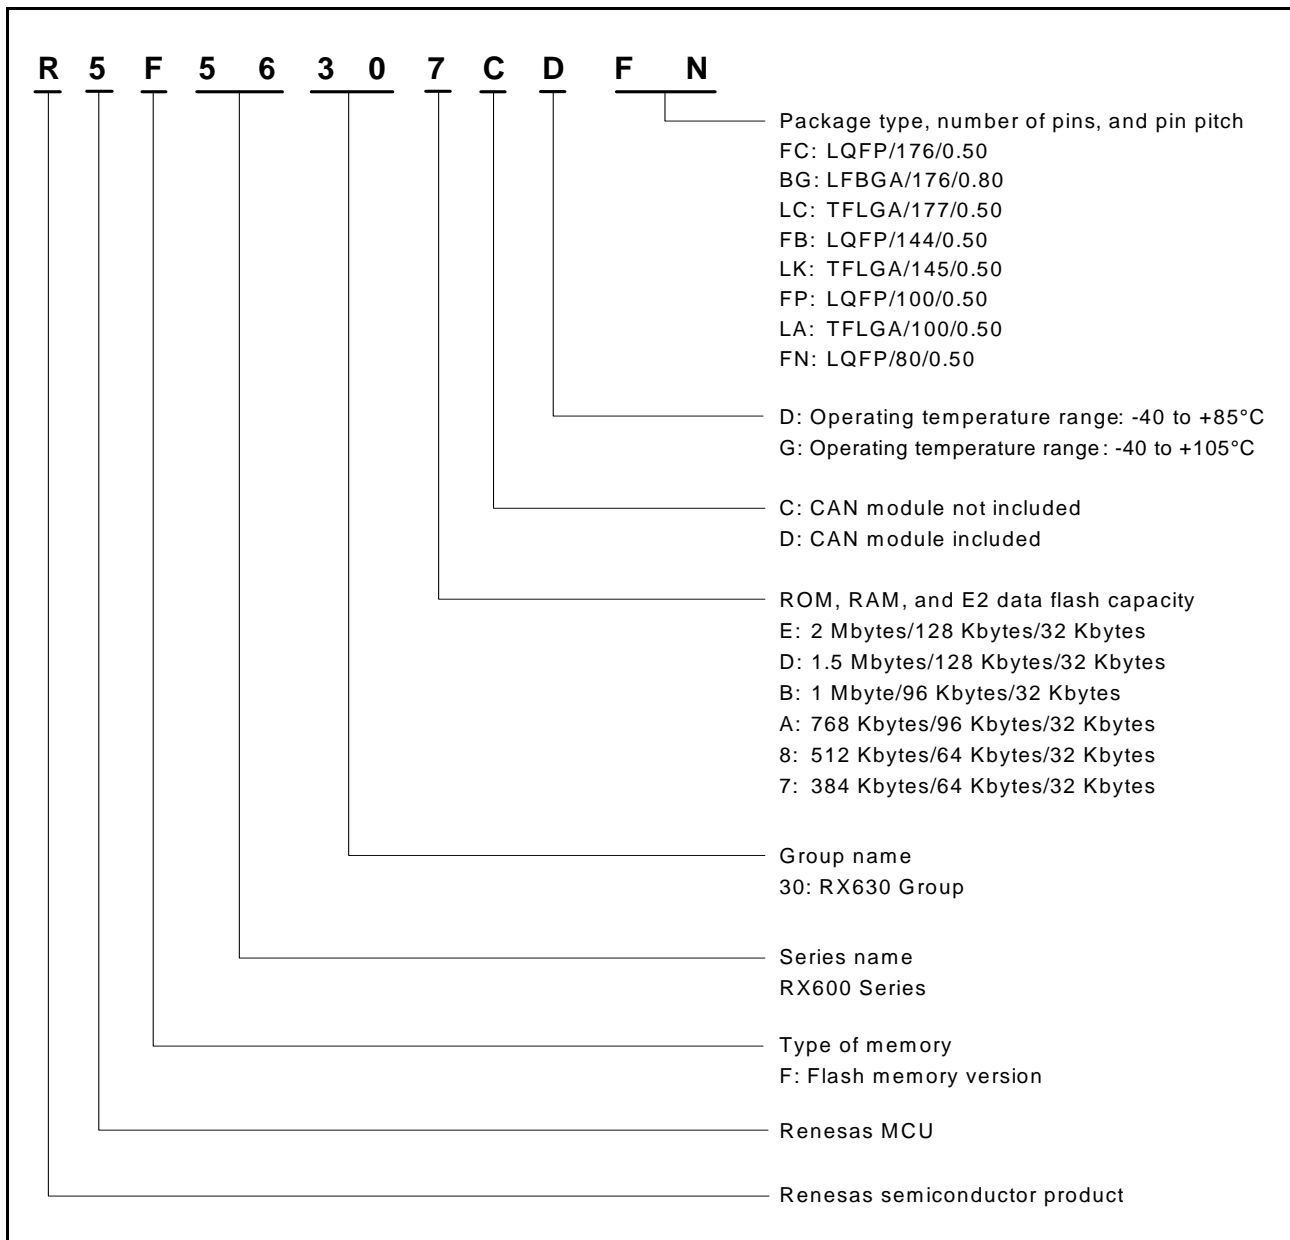 R 5 F 5 6 3 0 7 C D F N
Package type, number of pins, and pin pitch
FC: LQFP/176/0.50
BG: LFBGA/176/0.80
LC: TFLGA/177/0.50
FB: LQFP/144/0.50
LK: TFLGA/145/0.50
FP: LQFP/100/0.50
LA: TFLGA/100/0.50
FN: LQFP/80/0.50
D: Operating temperature range: -40 to +85°C
G: Operating temperature range: -40 to +105°C
C: CAN module not included
D: CAN module included
ROM, RAM, and E2 data flash capacity
E: 2 Mbytes/128 Kbytes/32 Kbytes
D: 1.5 Mbytes/128 Kbytes/32 Kbytes
B: 1 Mbyte/96 Kbytes/32 Kbytes
A: 768 Kbytes/96 Kbytes/32 Kbytes
8: 512 Kbytes/64 Kbytes/32 Kbytes
7: 384 Kbytes/64 Kbytes/32 Kbytes
Group name
30: RX630 Group
Series name
RX600 Series
Type of memory
F: Flash memory version
Renesas MCU
Renesas semiconductor product